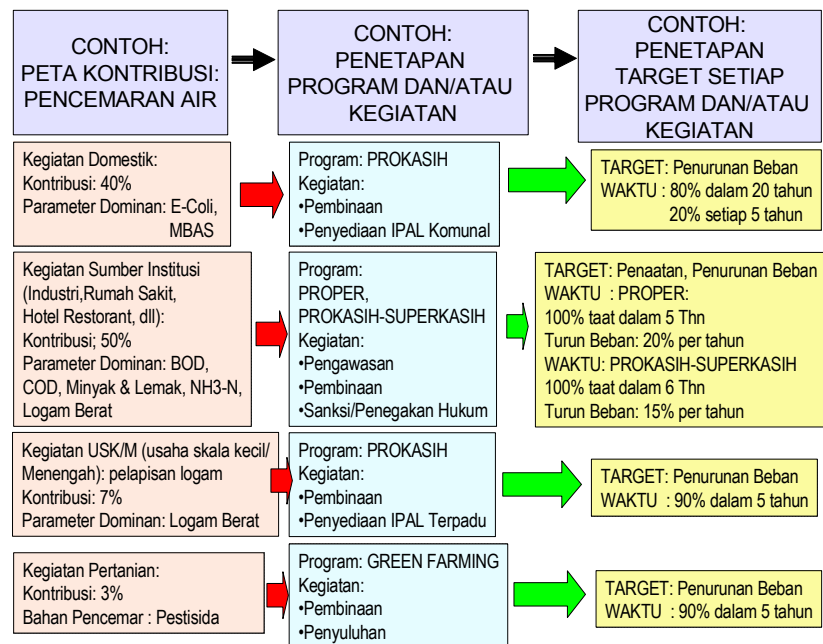 CONTOH:
PETA KONTRIBUSI:
PENCEMARAN AIR
CONTOH:
PENETAPAN
PROGRAM DAN/ATAU
KEGIATAN
CONTOH:
PENETAPAN
TARGET SETIAP
PROGRAM DAN/ATAU
KEGIATAN
Kegiatan Domestik:
Kontribusi: 40%
Parameter Dominan: E-Coli,
MBAS
Program: PROKASIH
Kegiatan:
•Pembinaan
•Penyediaan IPAL Komunal
TARGET: Penurunan Beban
WAKTU : 80% dalam 20 tahun
20% setiap 5 tahun
Kegiatan Sumber Institusi
(Industri,Rumah Sakit,
Hotel Restorant, dll):
Kontribusi; 50%
Parameter Dominan: BOD,
COD, Minyak & Lemak, NH3-N,
Logam Berat
Program:
PROPER,
PROKASIH-SUPERKASIH
Kegiatan:
•Pengawasan
•Pembinaan
•Sanksi/Penegakan Hukum
TARGET: Penaatan, Penurunan Beban
WAKTU : PROPER:
100% taat dalam 5 Thn
Turun Beban: 20% per tahun
WAKTU: PROKASIH-SUPERKASIH
100% taat dalam 6 Thn
Turun Beban: 15% per tahun
Kegiatan USK/M (usaha skala kecil/
Menengah): pelapisan logam
Kontribusi: 7%
Parameter Dominan: Logam Berat
Program: PROKASIH
Kegiatan:
•Pembinaan
•Penyediaan IPAL Terpadu
TARGET: Penurunan Beban
WAKTU : 90% dalam 5 tahun
Kegiatan Pertanian:
Kontribusi: 3%
Bahan Pencemar : Pestisida
Program: GREEN FARMING
Kegiatan:
•Pembinaan
•Penyuluhan
TARGET: Penurunan Beban
WAKTU : 90% dalam 5 tahun